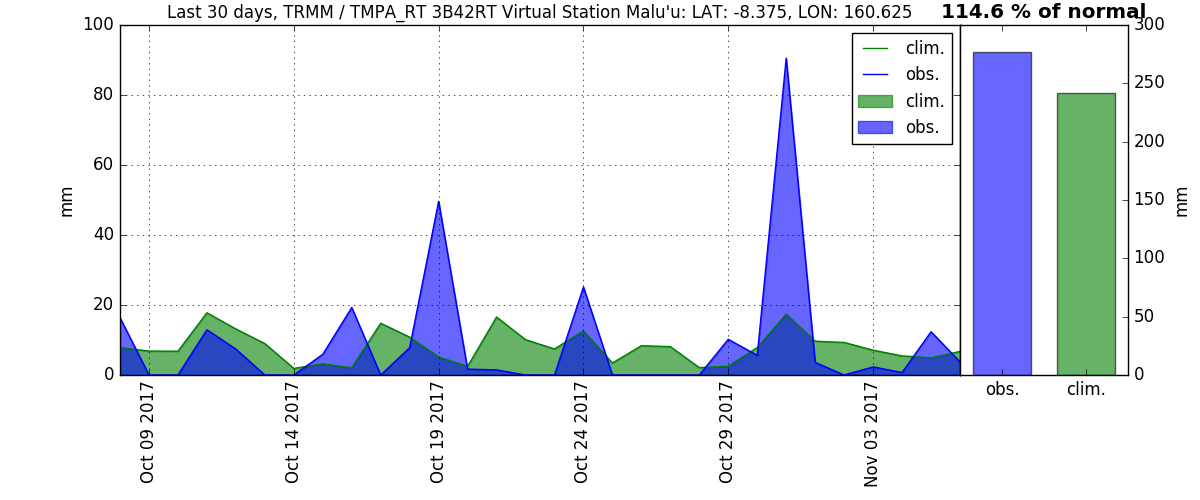 Last 30 days, TRMM / TMPA_RT 3B42RT Virtual Station Malu'u: LAT: -8.375, LON: 160.625
114.6 % of normal
100
80
60
40
20
0
mm
clim.
obs.
clim.
obs.
Oct 09 2017
Oct 14 2017
Oct 19 2017
Oct 24 2017
Oct 29 2017
Nov 03 2017
300
250
200
150
100
50
0
mm
obs.
clim.